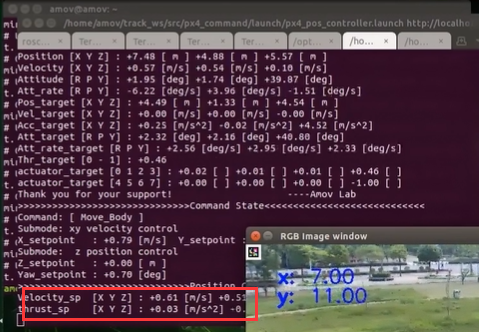 amov@amov: ~
/home/amov/track_ws/src/px4_command/launch/px4_pos_controller.launch http://localho
rosc... Ter... Ter... Ter... Ter... /opt... /ho... /ho...
Position [X Y Z] : +7.48 [ m ] +4.88 [ m ] +5.57 [ m ]
Velocity [X Y Z] : +0.57 [m/s] +0.54 [m/s] +0.10 [m/s]
Attitude [R P Y] : +1.95 [deg] +1.74 [deg] +39.87 [deg]
Att_rate [R P Y] : -6.22 [deg/s] +3.96 [deg/s] -1.51 [deg/s]
Pos_target [X Y Z] : +4.49 [ m ] +1.33 [ m ] +4.54 [ m ]
Vel_target [X Y Z] : +0.00 [m/s] +0.00 [m/s] -0.00 [m/s]
Acc_target [X Y Z] : +0.25 [m/s^2] -0.02 [m/s^2] +4.52 [m/s^2]
Att_target [R P Y] : +2.32 [deg] +2.16 [deg] +40.80 [deg]
Att_rate_target [R P Y] : +2.56 [deg/s] +2.95 [deg/s] +2.33 [deg/s]
Thr_target [0 - 1] : +0.46
actuator_target [0 1 2 3] : +0.02 [ ] +0.01 [ ] +0.01 [ ] +0.46 [ ]
actuator_target [4 5 6 7] : +0.00 [ ] +0.00 [ ] +0.00 [ ] -1.00 [ ]
Thank you for your support! ----Amov Lab
>>>>>>>>>>>>>>>>>>>>>>>>>>>>Command State<<<<<<<<<<<<<<<<<<<<<<<<<<
Command: [ Move_Body ]
Submode: xy velocity control
X_setpoint : +0.79 [m/s] Y_setpoint :
Submode: z position control
Z_setpoint : +0.00 [ m ]
Yaw_setpoint : +0.70 [deg]
>>>>>>>>>>>>>>>>>>>>>>>>>>>>Position
Velocity_sp [X Y Z] : +0.61 [m/s] +0.51
thrust_sp [X Y Z] : +0.03 [m/s^2] -0.
RGB Image window
x: 7.00
y: 11.00